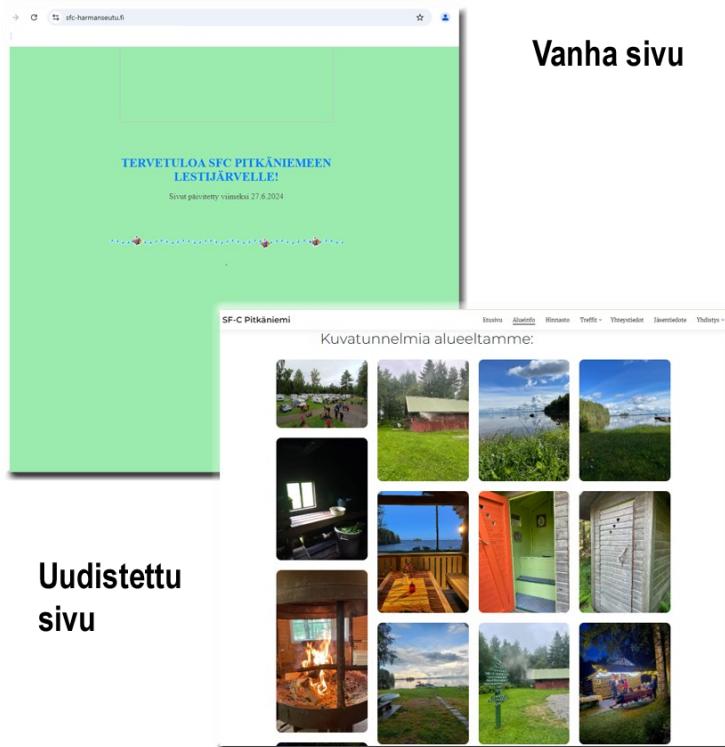 sfc-harmanseutu.fi
Vanha sivu
TERVETULOA SFC PITKÄNIEMEEN
LESTIJÄRVELLE!
Sivut päivitetty viimeksi 27.6.2024
SF-C Pitkäniemi
Etusivu Alueinfo Hinnasto Treffit Yhteystiedot Jäsentiedote Yhdistys
Kuvatunnelmia alueeltamme:
Uudistettu
sivu